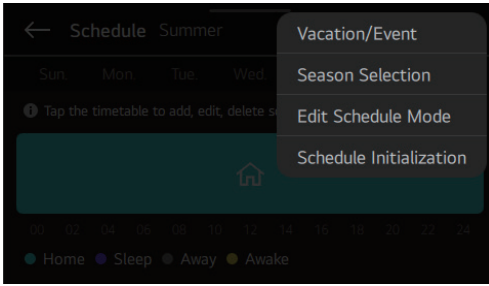 Schedule Summer
Vacation/Event
Sun. Mon. Tue. Wed.
Season Selection
Tap the timetable to add, edit, delete s
Edit Schedule Mode
Schedule Initialization
00 02 04 06 08 10 12 14 16 18 20 22 24
Home Sleep Away Awake